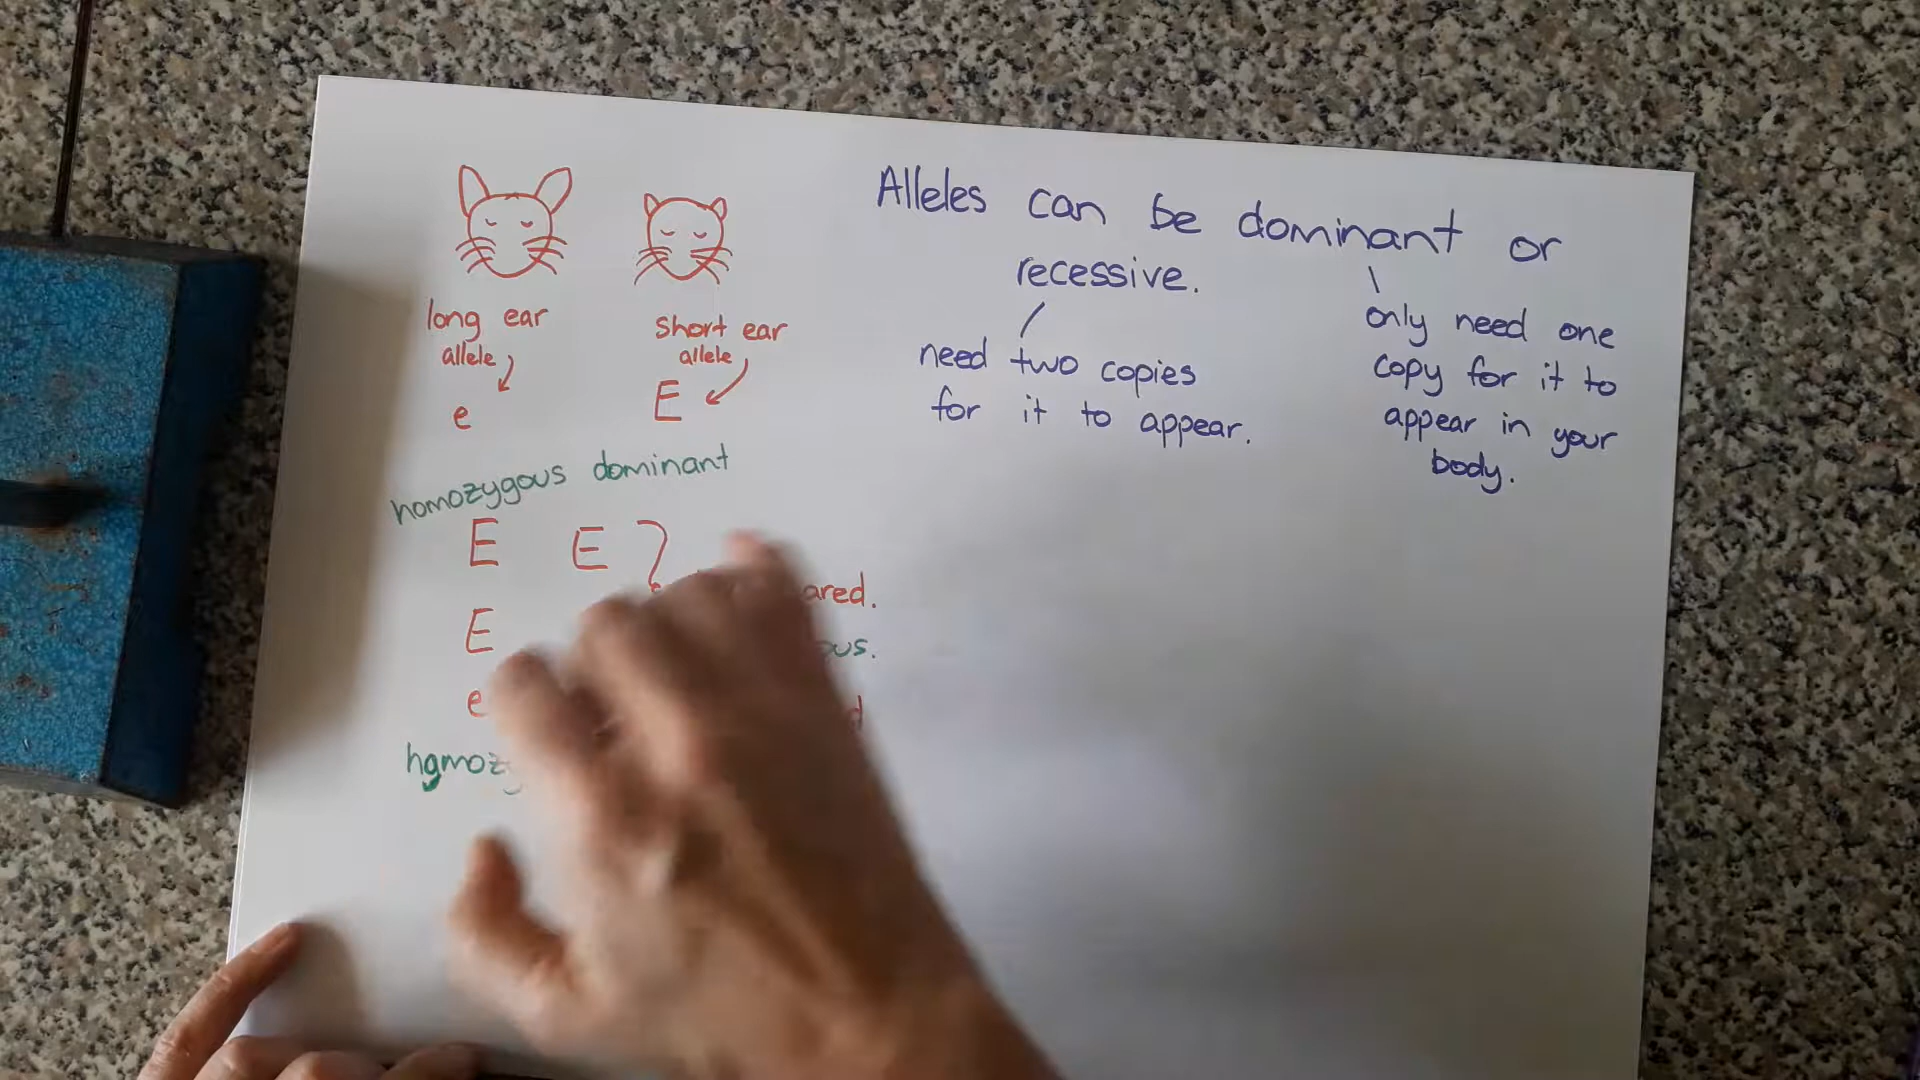 long ear
allele
e
short ear
allele
E
homozygous dominant
E E
E
e
Alleles can be dominant or
recessive.
need two copies
for it to appear.
only need one
copy for it to
appear in your
body.